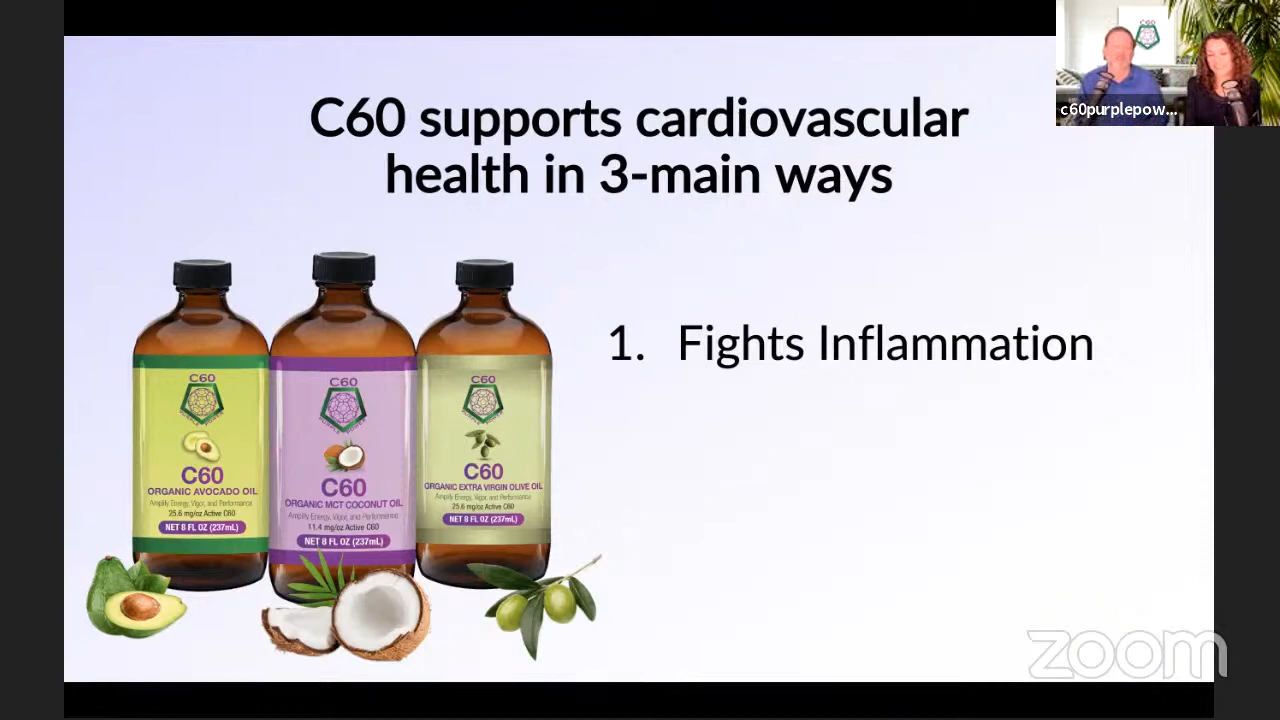 C60 supports cardiovascular
health in 3-main ways
1. Fights Inflammation
C60
C60
ORGANIC AVOCADO OIL
Amplify Energy, Vigor, and Performance
25.6 mg/oz Active C60
NET 8 FL OZ (237mL)
C60
C60
ORGANIC MCT COCONUT OIL
Amplify Energy, Vigor, and Performance
11.4 mg/oz Active C60
NET 8 FL OZ (237mL)
C60
C60
ORGANIC EXTRA VIRGIN OLIVE OIL
Amplify Energy, Vigor, and Performance
25.6 mg/oz Active C60
NET 8 FL OZ (237mL)
C60
c60purplepow...
zoom